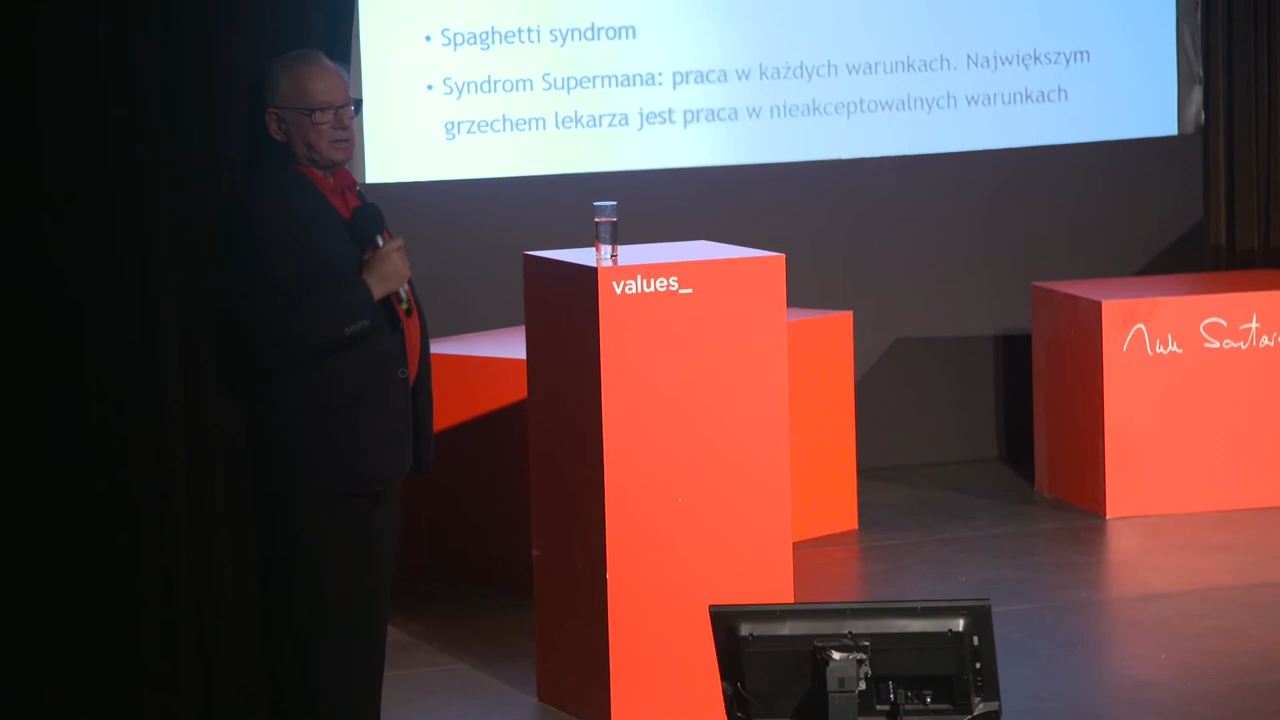 • Spaghetti syndrom
• Syndrom Supermana: praca w każdych warunkach. Największym
grzechem lekarza jest praca w nieakceptowalnych warunkach
values_